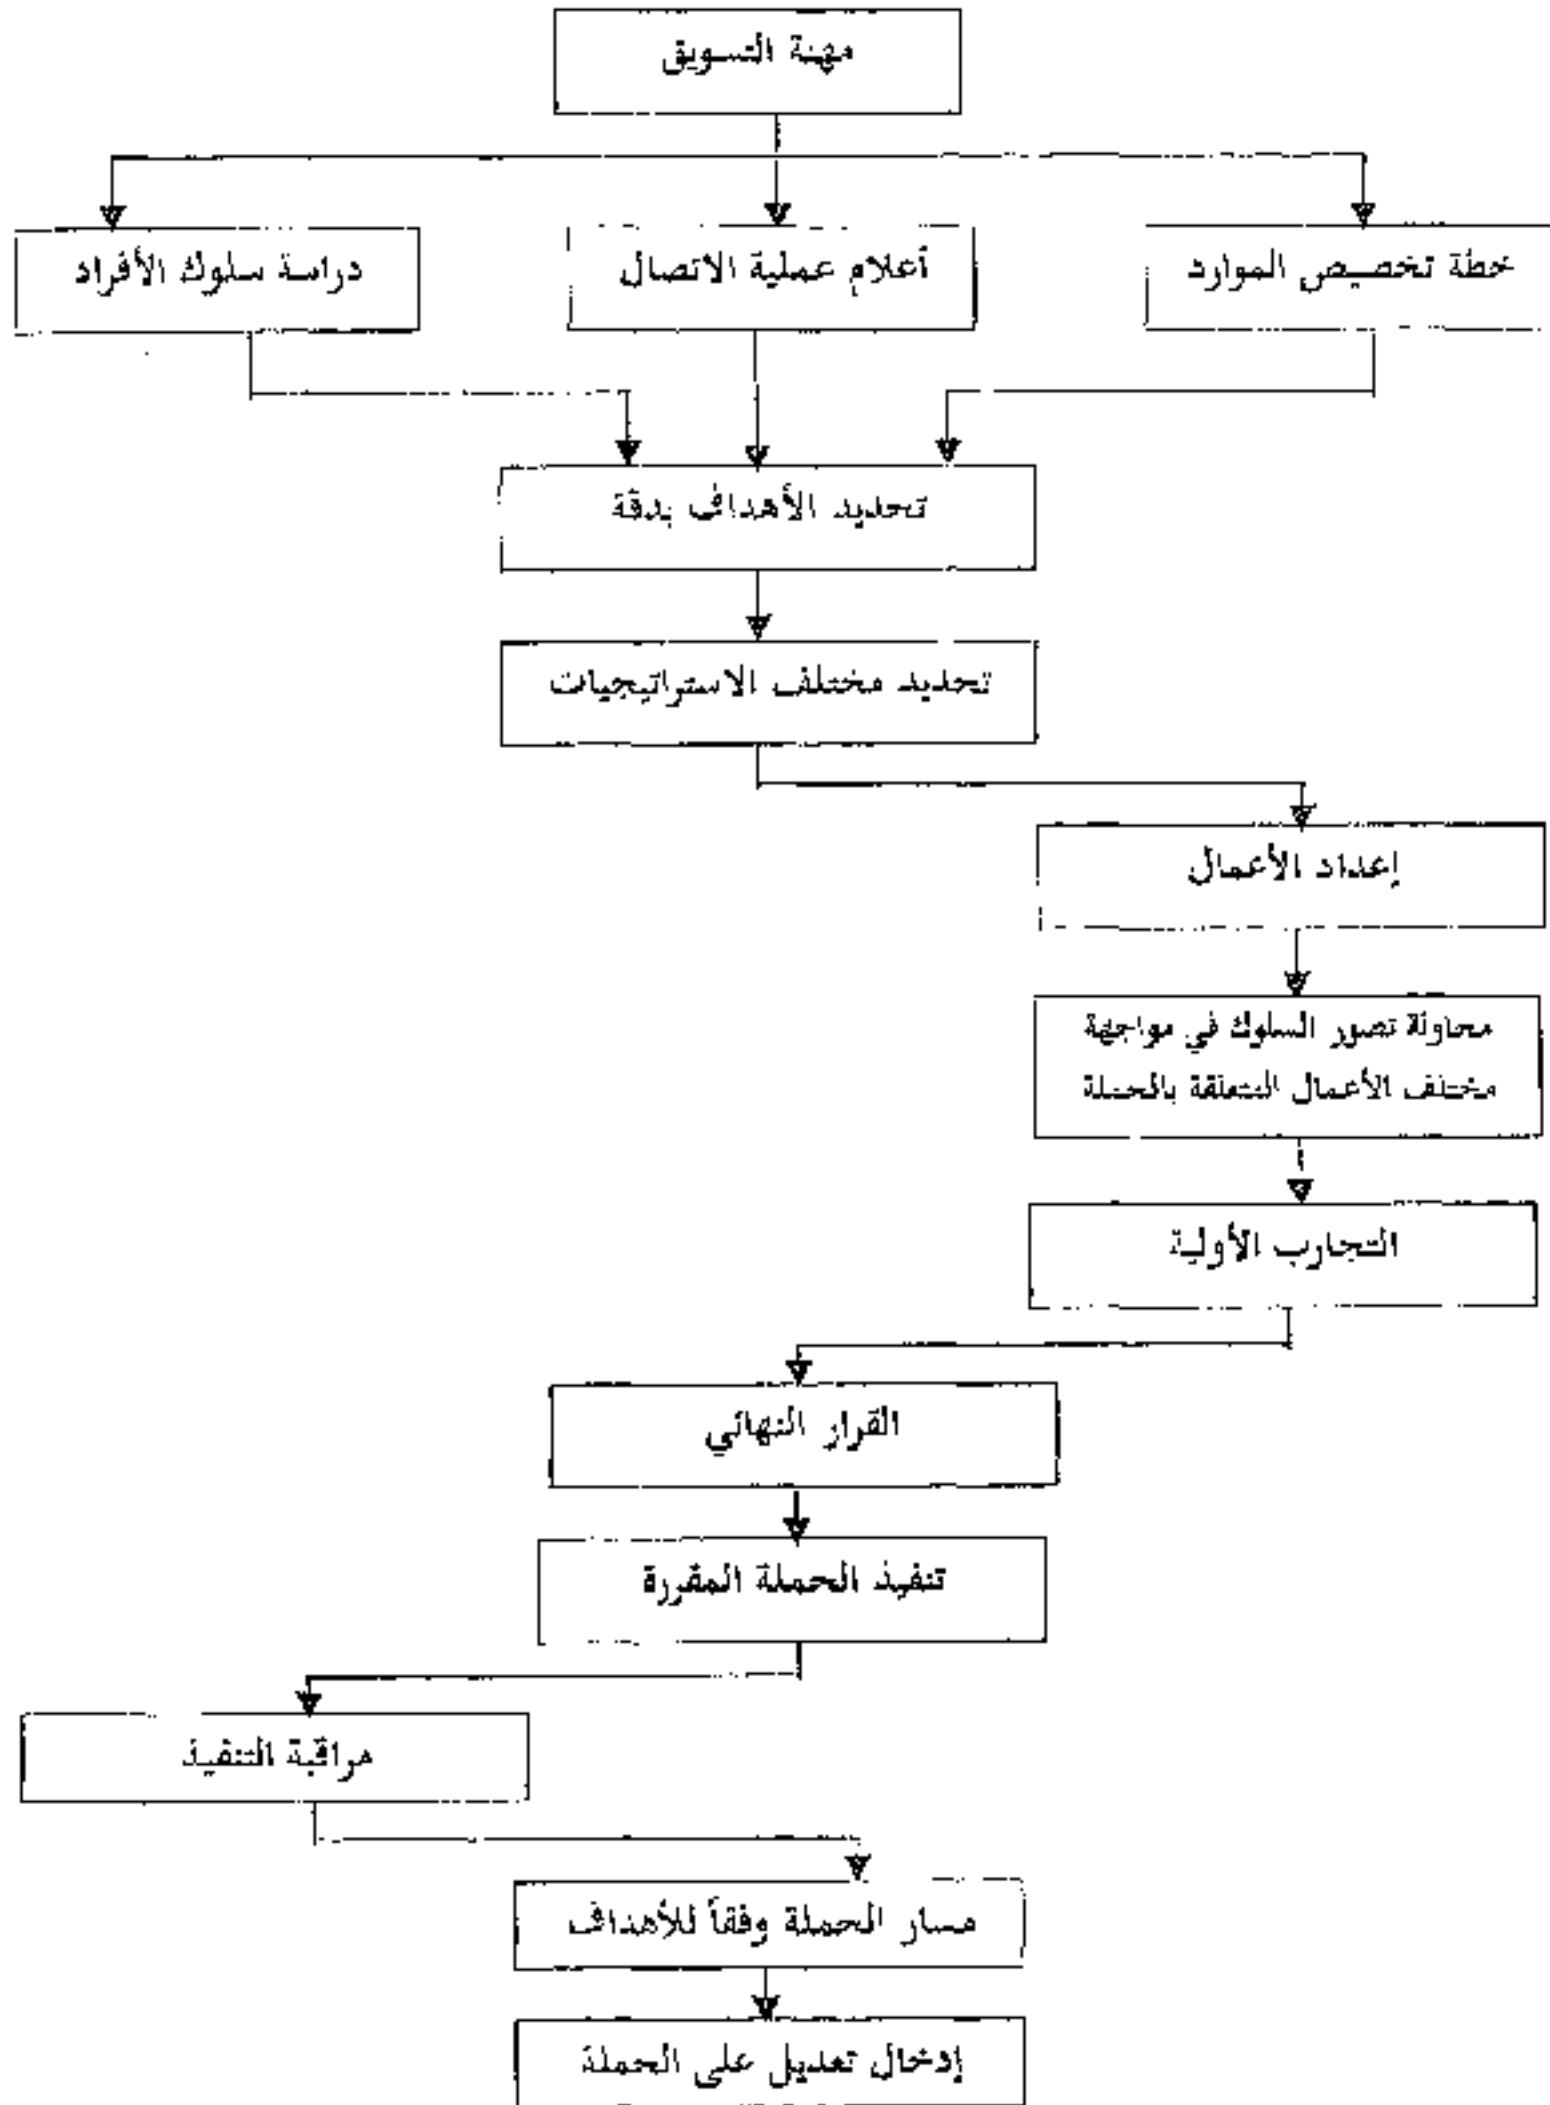 مهنة التسويق
خطة تخصيص الموارد
أعلام عملية الاتصال
دراسة سلوك الأفراد
تحديد الأهداف بدقة
تحديد مختلف الاستراتيجيات
إعداد الأعمال
محاولة تصور السلوك في مواجهة
مختلف الأعمال المتعلقة بالحملة
التجارب الأولية
القرار النهائي
تنفيذ الحملة المقررة
مراقبة التنفيذ
مسار الحملة وفقاً للأهداف
إدخال تعديل على الحملة